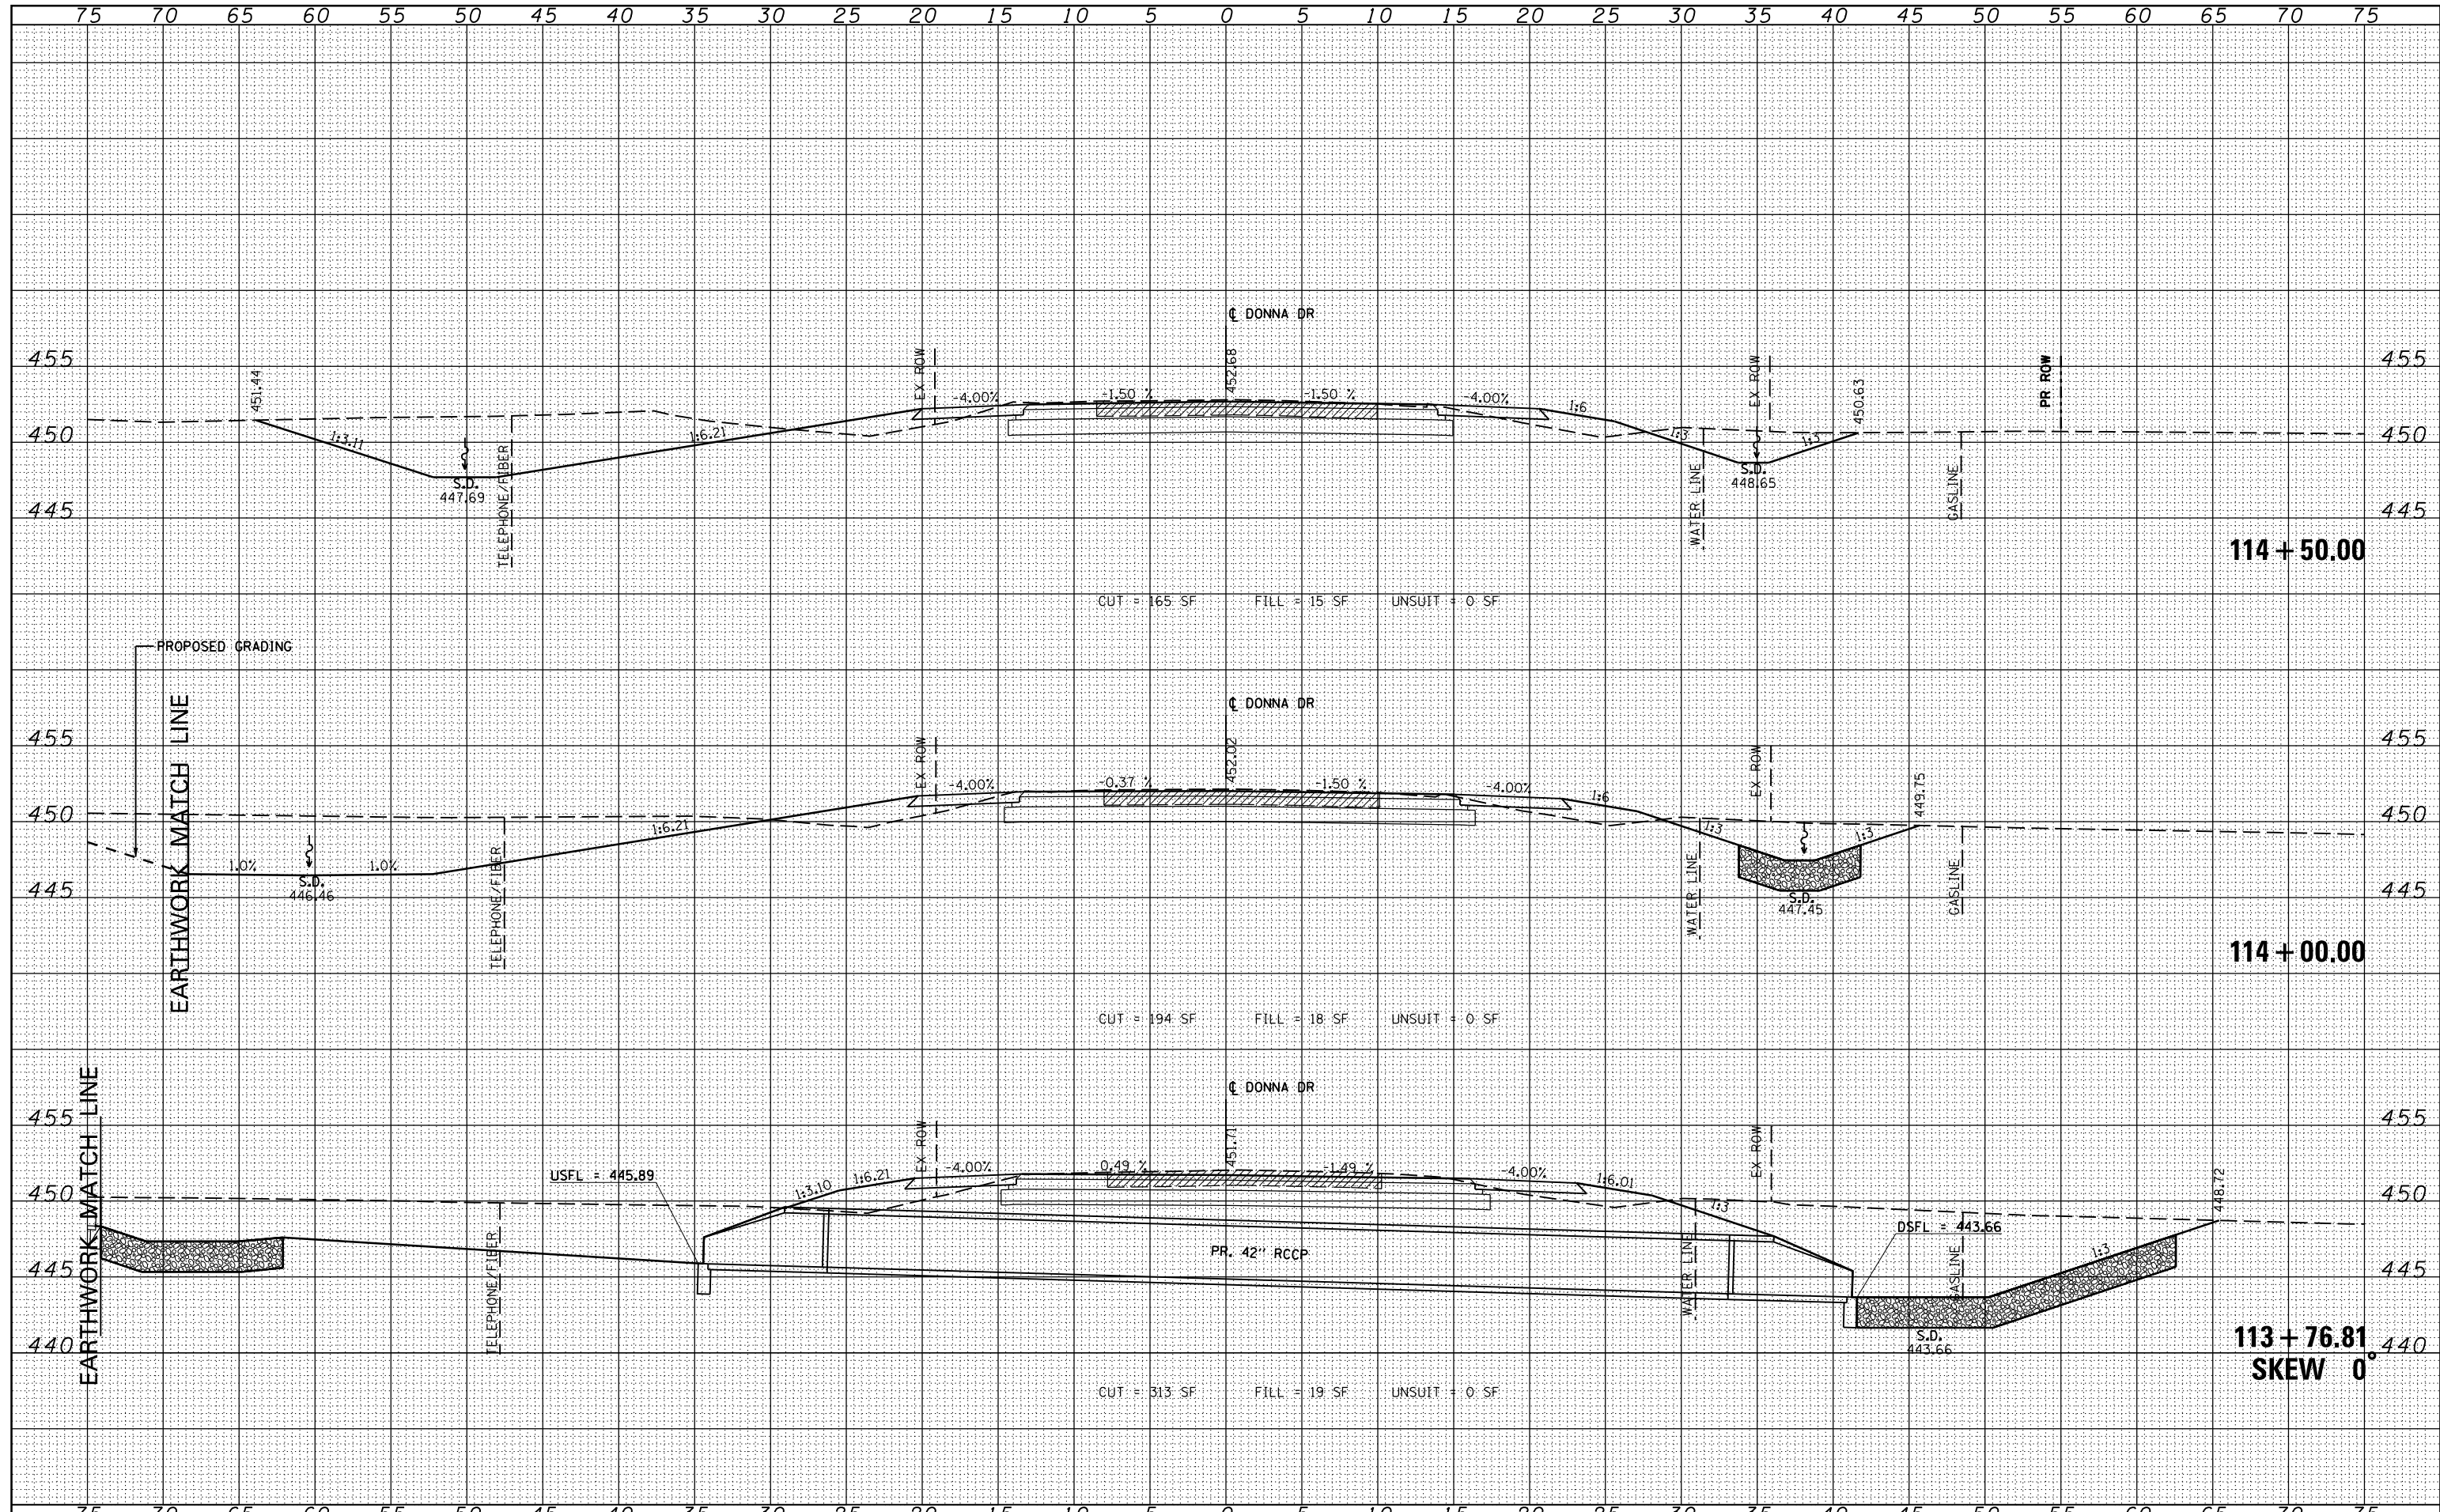 75 70 65 60 55 50 45 40 35 30 25 20 15 10 5 0 5 10 15 20 25 30 35 40 45 50 55 60 65 70 75
℄ DONNA DR
455 455
451.44
EX ROW
452.68
EX ROW
450.63
PR ROW
-4.00% -1.50 % -1.50 % -4.00% 1:6
450 450
1:3.11 1:6.21 1:3 1:3
S.D.
447.69
TELEPHONE/FIBER
WATER LINE
S.D.
448.65
GASLINE
445 445
114 + 50.00
CUT = 165 SF FILL = 15 SF UNSUIT = 0 SF
PROPOSED GRADING
EARTHWORK MATCH LINE
℄ DONNA DR
455 455
EX ROW
452.02
EX ROW
449.75
-4.00% -0.37 % -1.50 % -4.00% 1:6
450 450
1:6.21 1:3 1:3
1.0% 1.0%
S.D.
446.46
TELEPHONE/FIBER
WATER LINE
S.D.
447.45
GASLINE
445 445
114 + 00.00
CUT = 194 SF FILL = 18 SF UNSUIT = 0 SF
EARTHWORK MATCH LINE
℄ DONNA DR
455 455
EX ROW
451.71
EX ROW
448.72
USFL = 445.89
1:3.10 1:6.21 -4.00% 0.49 % -1.49 % -4.00% 1:6.01 1:3
450 450
DSFL = 443.66
PR. 42" RCCP
1:3
TELEPHONE/FIBER
WATER LINE
GASLINE
445 445
S.D.
443.66
440 440
113 + 76.81
SKEW 0°
CUT = 313 SF FILL = 19 SF UNSUIT = 0 SF
75 70 65 60 55 50 45 40 35 30 25 20 15 10 5 0 5 10 15 20 25 30 35 40 45 50 55 60 65 70 75